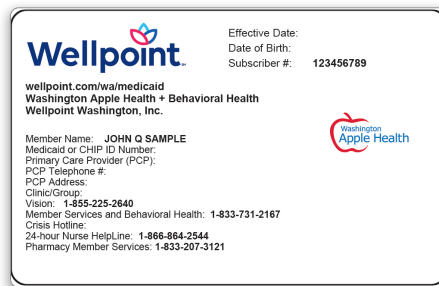 Wellpoint
Effective Date:
Date of Birth:
Subscriber #: 123456789
wellpoint.com/wa/medicaid
Washington Apple Health + Behavioral Health
Wellpoint Washington, Inc.
Washington
Apple Health
Member Name: JOHN Q SAMPLE
Medicaid or CHIP ID Number:
Primary Care Provider (PCP):
PCP Telephone #:
PCP Address:
Clinic/Group:
Vision: 1-855-225-2640
Member Services and Behavioral Health: 1-833-731-2167
Crisis Hotline:
24-hour Nurse HelpLine: 1-866-864-2544
Pharmacy Member Services: 1-833-207-3121